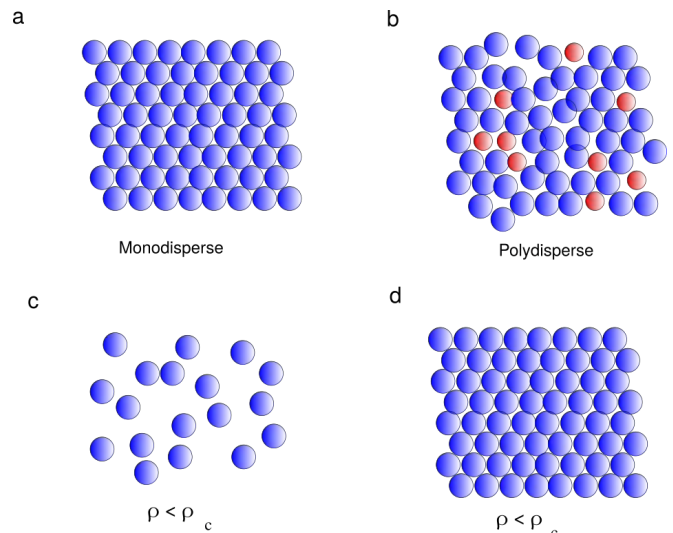 a
b
Monodisperse
Polydisperse
c
d
ρ < ρ c
ρ < ρ c